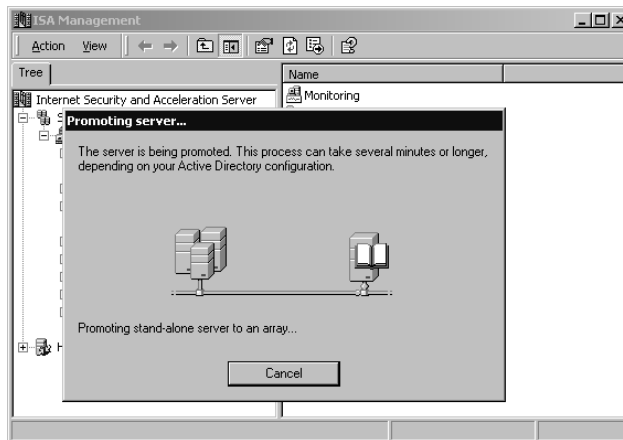 ISA Management
Action View
Tree
Name
Internet Security and Acceleration Server
Monitoring
Promoting server...
The server is being promoted. This process can take several minutes or longer,
depending on your Active Directory configuration.
Promoting stand-alone server to an array...
Cancel